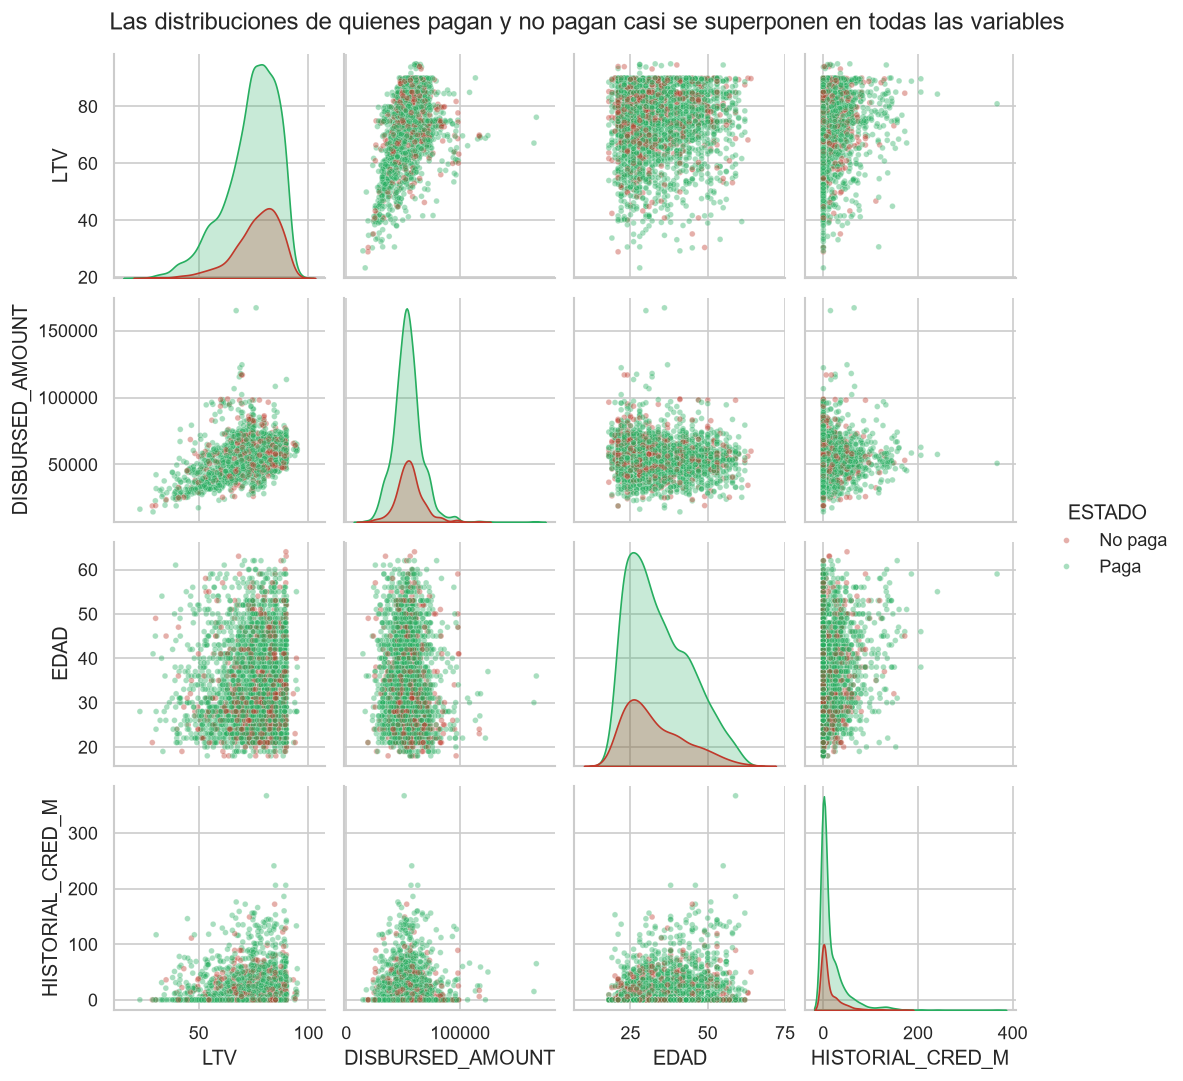 Las distribuciones de quienes pagan y no pagan casi se superponen en todas las variables
LTV
80
60
40
20
DISBURSED_AMOUNT
150000
100000
50000
ESTADO
No paga
Paga
EDAD
60
50
40
30
20
HISTORIAL_CRED_M
300
200
100
0
50 100 0 100000 25 50 75 0 200 400
LTV DISBURSED_AMOUNT EDAD HISTORIAL_CRED_M